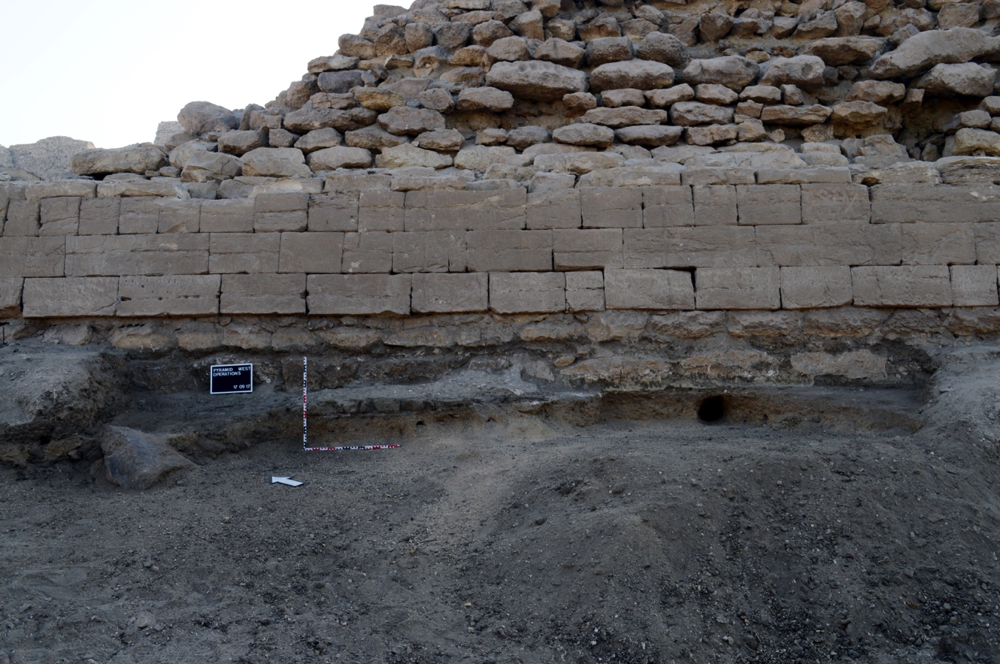 PYRAMID WEST
OPERATIONS
17 09 17